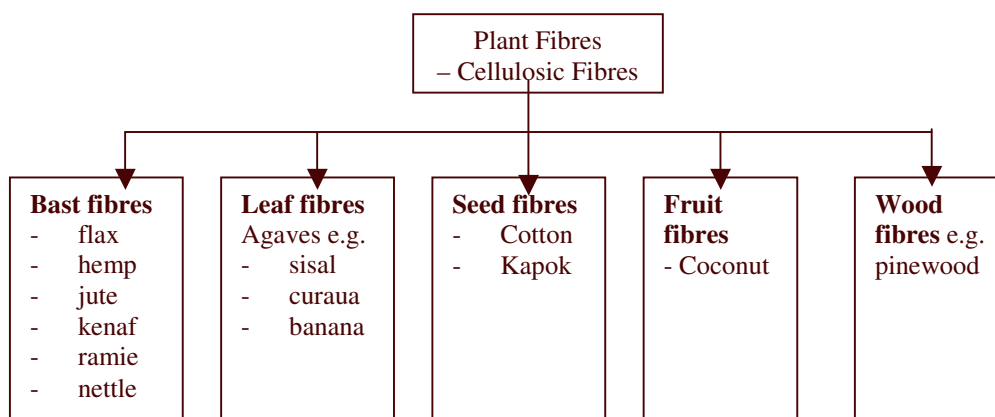 Plant Fibres
– Cellulosic Fibres
Bast fibres
- flax
- hemp
- jute
- kenaf
- ramie
- nettle
Leaf fibres
Agaves e.g.
- sisal
- curaua
- banana
Seed fibres
- Cotton
- Kapok
Fruit
fibres
- Coconut
Wood
fibres e.g.
pinewood